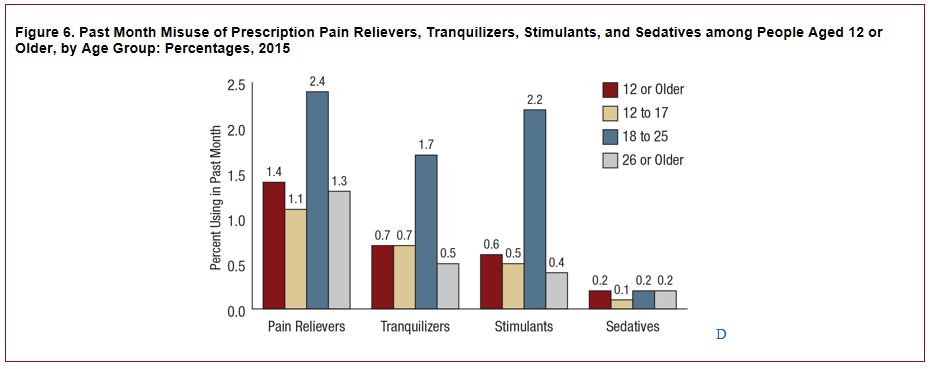 Figure 6. Past Month Misuse of Prescription Pain Relievers, Tranquilizers, Stimulants, and Sedatives among People Aged 12 or
Older, by Age Group: Percentages, 2015
Percent Using in Past Month
2.5
2.0
1.5
1.0
0.5
0.0
1.4
1.1
2.4
1.3
0.7
0.7
1.7
0.5
0.6
0.5
2.2
0.4
0.2
0.1
0.2
0.2
Pain Relievers
Tranquilizers
Stimulants
Sedatives
12 or Older
12 to 17
18 to 25
26 or Older
D